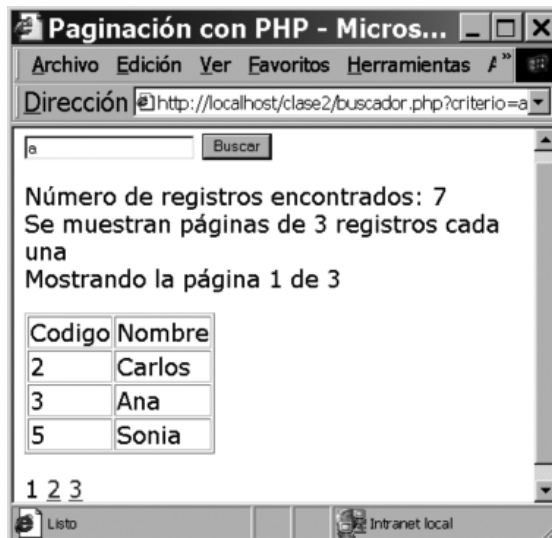 Paginación con PHP - Micros...
Archivo Edición Ver Favoritos Herramientas A »
Dirección http://localhost/clase2/buscador.php?criterio=a
a Buscar
Número de registros encontrados: 7
Se muestran páginas de 3 registros cada
una
Mostrando la página 1 de 3
Codigo Nombre
2 Carlos
3 Ana
5 Sonia
1 2 3
Listo Intranet local